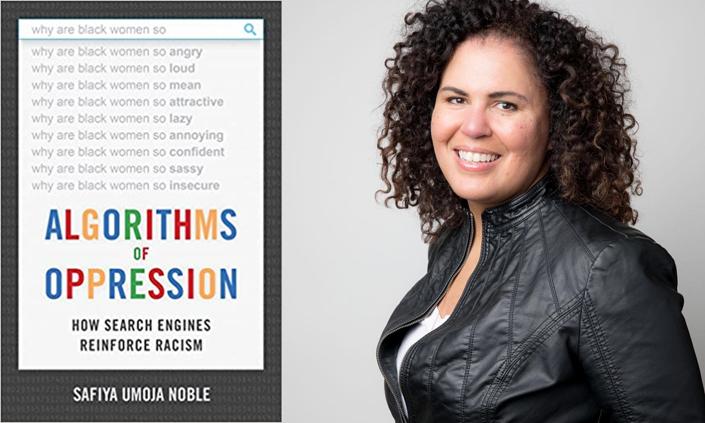 why are black women so
why are black women so angry
why are black women so loud
why are black women so mean
why are black women so attractive
why are black women so lazy
why are black women so annoying
why are black women so confident
why are black women so sassy
why are black women so insecure
ALGORITHMS
OF
OPPRESSION
HOW SEARCH ENGINES
REINFORCE RACISM
SAFIYA UMOJA NOBLE